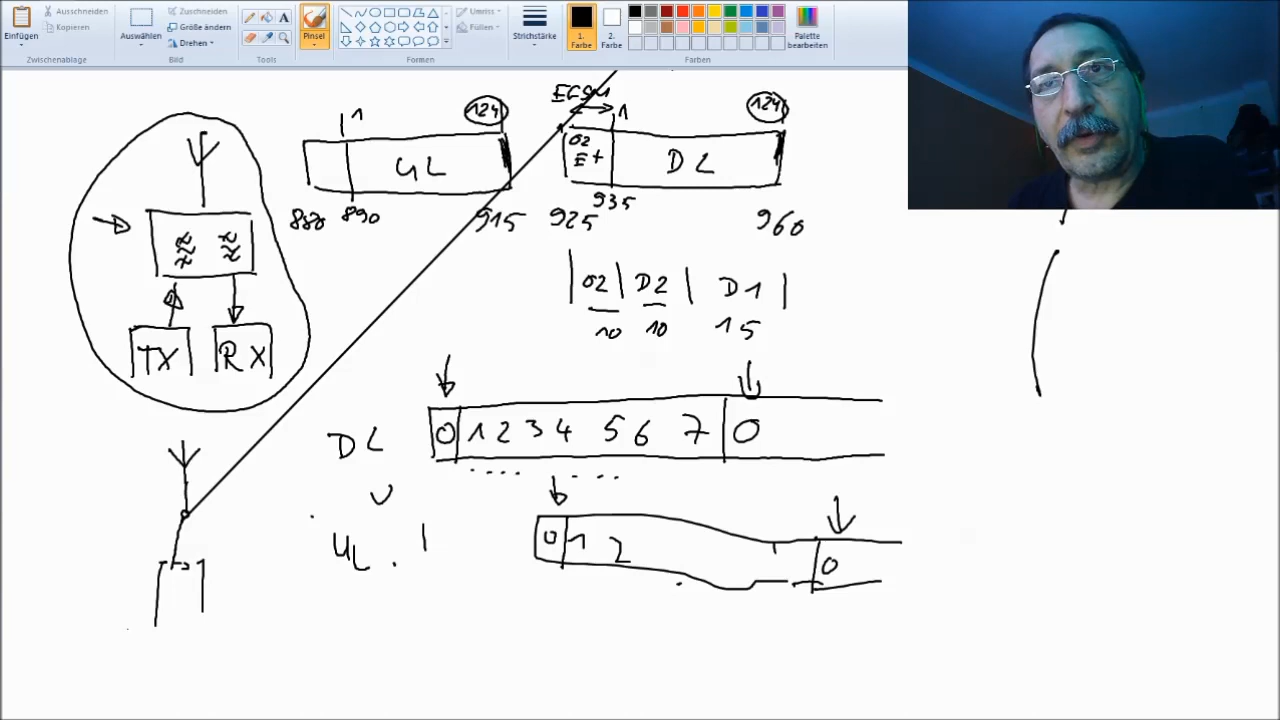 Einfügen
Ausschneiden
Kopieren
Zwischenablage
Auswählen
Zuschneiden
Größe ändern
Drehen
Bild
Tools
Pinsel
Formen
Umriss
Füllen
Strichstärke
1. Farbe
2. Farbe
Farben
Palette bearbeiten
EGSM
1 124 1 124
UL O2 E+ DL
880 890 915 925 935 960
TX RX
O2 D2 D1
10 10 15
DL 0 1 2 3 4 5 6 7 0
UL 0 1 2 0